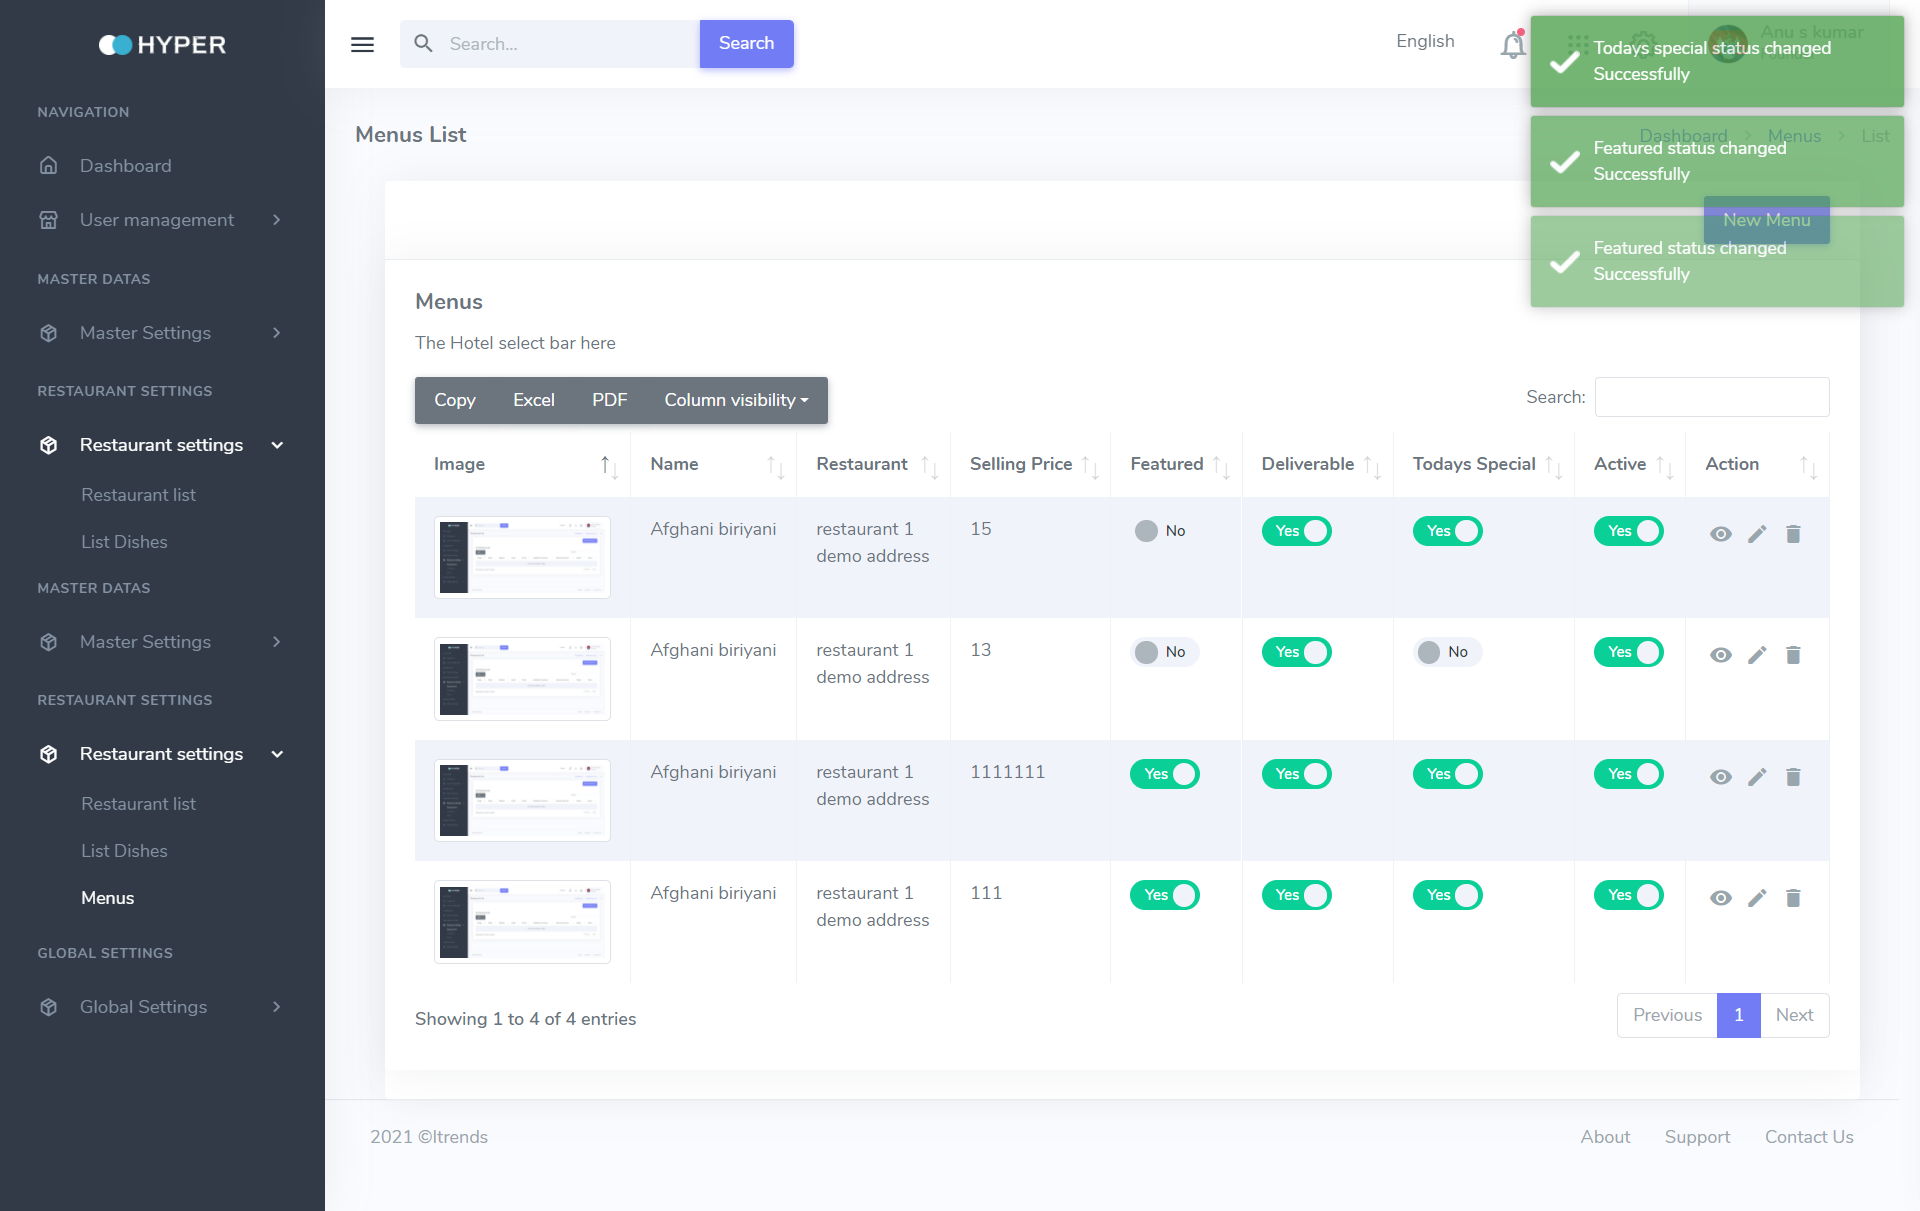 HYPER
NAVIGATION
Dashboard
User management
MASTER DATAS
Master Settings
RESTAURANT SETTINGS
Restaurant settings
Restaurant list
List Dishes
MASTER DATAS
Master Settings
RESTAURANT SETTINGS
Restaurant settings
Restaurant list
List Dishes
Menus
GLOBAL SETTINGS
Global Settings
Search...
Search
English
Anu s kumar
Todays special status changed
Successfully
Menus List
Dashboard
Menus
List
Featured status changed
Successfully
New Menu
Featured status changed
Successfully
Menus
The Hotel select bar here
Copy Excel PDF Column visibility
Search:
Image Name Restaurant Selling Price Featured Deliverable Todays Special Active Action
Afghani biriyani restaurant 1 15 No Yes Yes Yes
demo address
Afghani biriyani restaurant 1 13 No Yes No Yes
demo address
Afghani biriyani restaurant 1 1111111 Yes Yes Yes Yes
demo address
Afghani biriyani restaurant 1 111 Yes Yes Yes Yes
demo address
Showing 1 to 4 of 4 entries
Previous 1 Next
2021 ©Itrends
About Support Contact Us